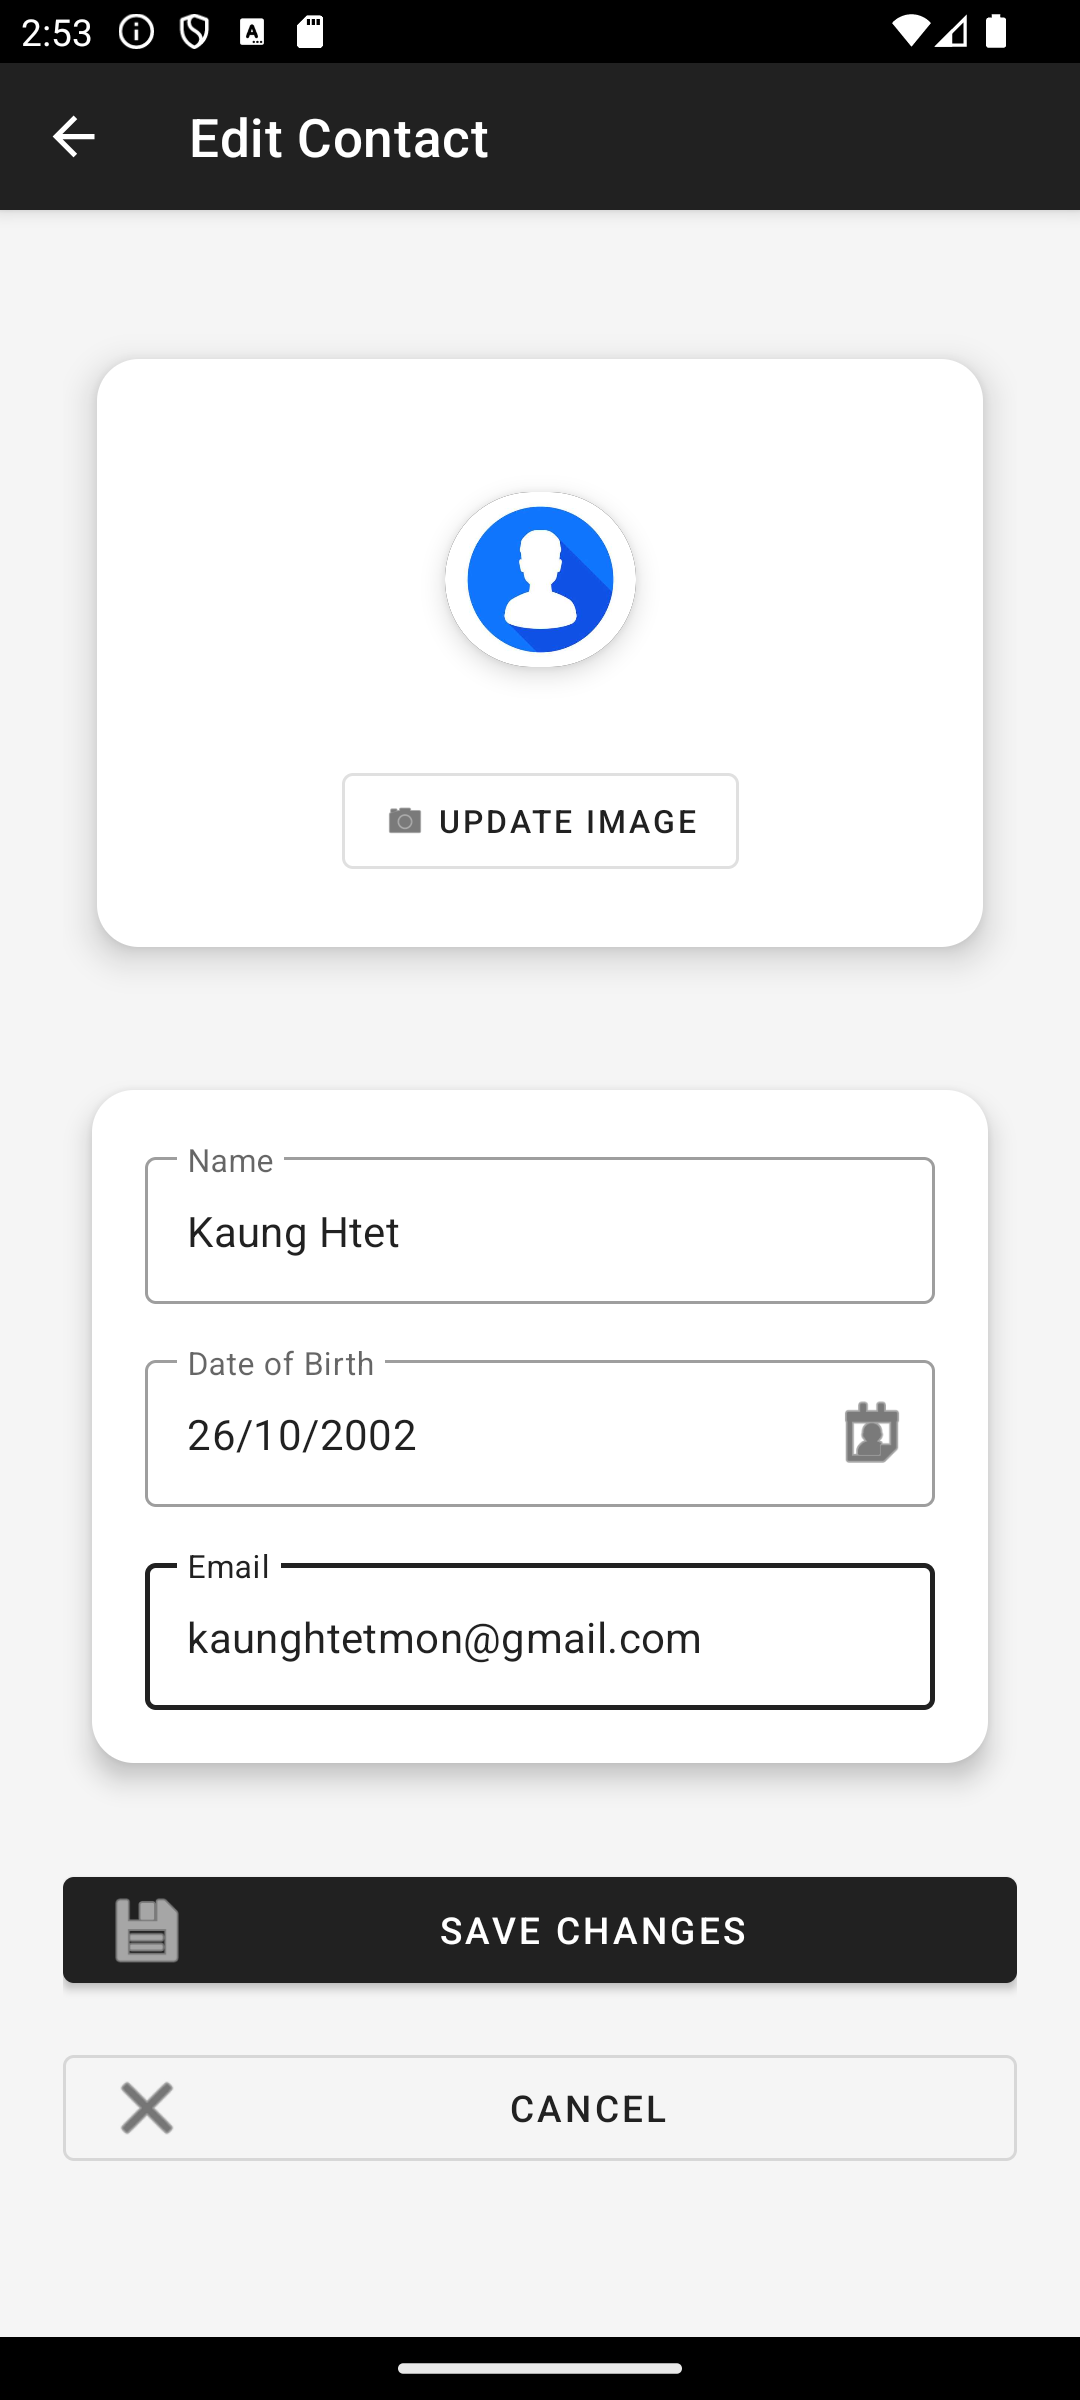 2:53
Edit Contact
UPDATE IMAGE
Name
Kaung Htet
Date of Birth
26/10/2002
Email
kaunghtetmon@gmail.com
SAVE CHANGES
CANCEL